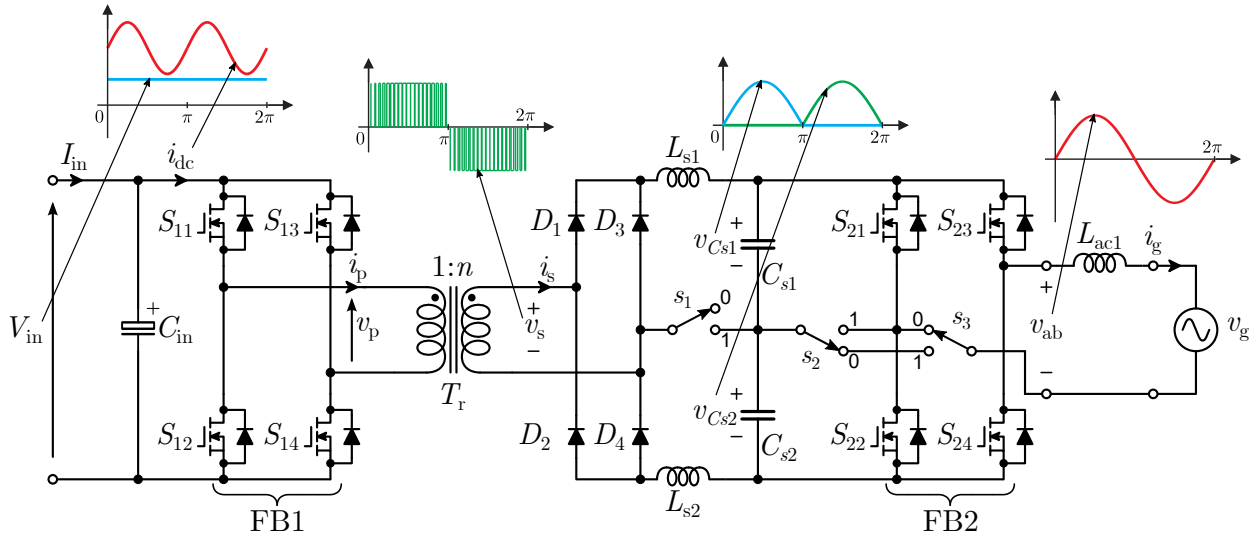 0
π
2π
0
π
2π
0
π
2π
0
2π
I_in
i_dc
L_s1
S_11
S_13
D_1
D_3
+
v_Cs1
−
C_s1
S_21
S_23
L_ac1
i_g
1:n
i_p
i_s
V_in
+
C_in
v_p
+
v_s
−
s_1
0
1
s_2
1
0
0
1
s_3
+
v_ab
−
v_g
T_r
S_12
S_14
D_2
D_4
+
v_Cs2
−
C_s2
S_22
S_24
L_s2
FB1
FB2